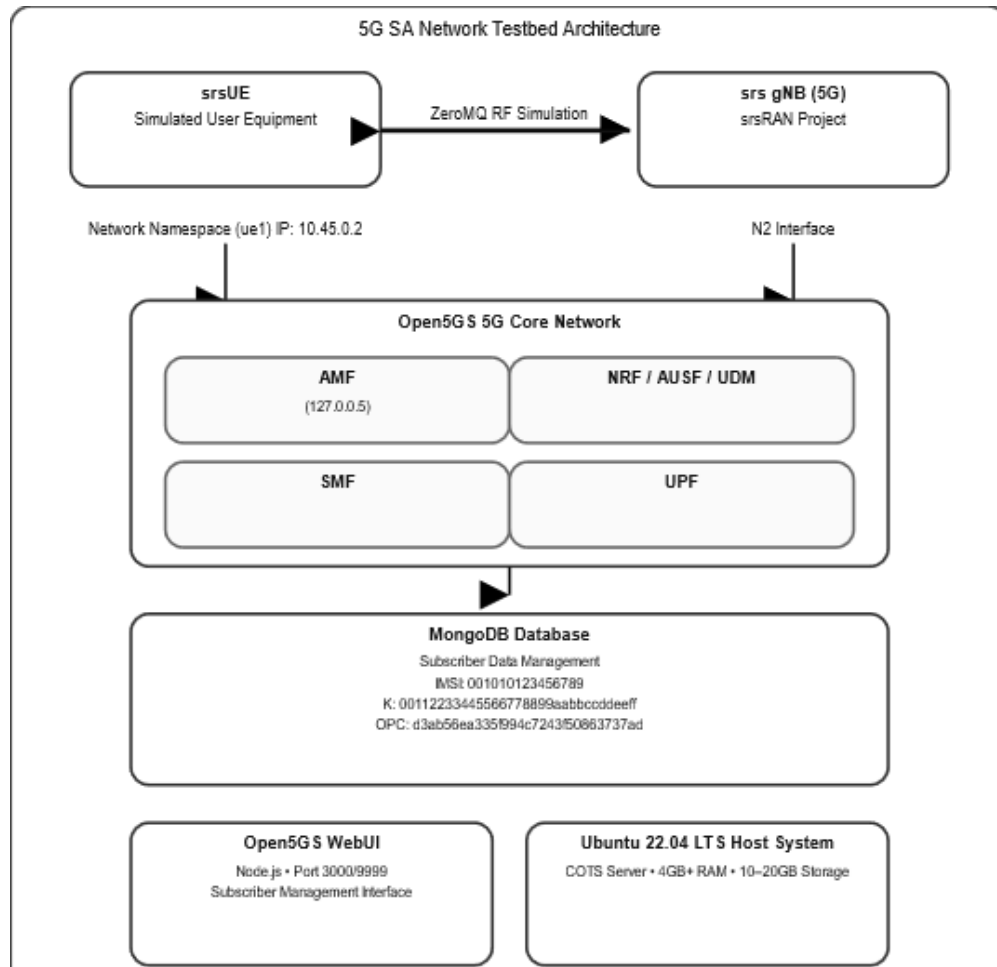 5G SA Network Testbed Architecture
srsUE
Simulated User Equipment
ZeroMQ RF Simulation
srs gNB (5G)
srsRAN Project
Network Namespace (ue1) IP: 10.45.0.2
N2 Interface
Open5GS 5G Core Network
AMF
(127.0.0.5)
NRF / AUSF / UDM
SMF
UPF
MongoDB Database
Subscriber Data Management
IMSI: 001010123456789
K: 00112233445566778899aabbccddeeff
OPC: d3ab56ea335f994c7243f50863737ad
Open5GS WebUI
Node.js • Port 3000/9999
Subscriber Management Interface
Ubuntu 22.04 LTS Host System
COTS Server • 4GB+ RAM • 10–20GB Storage